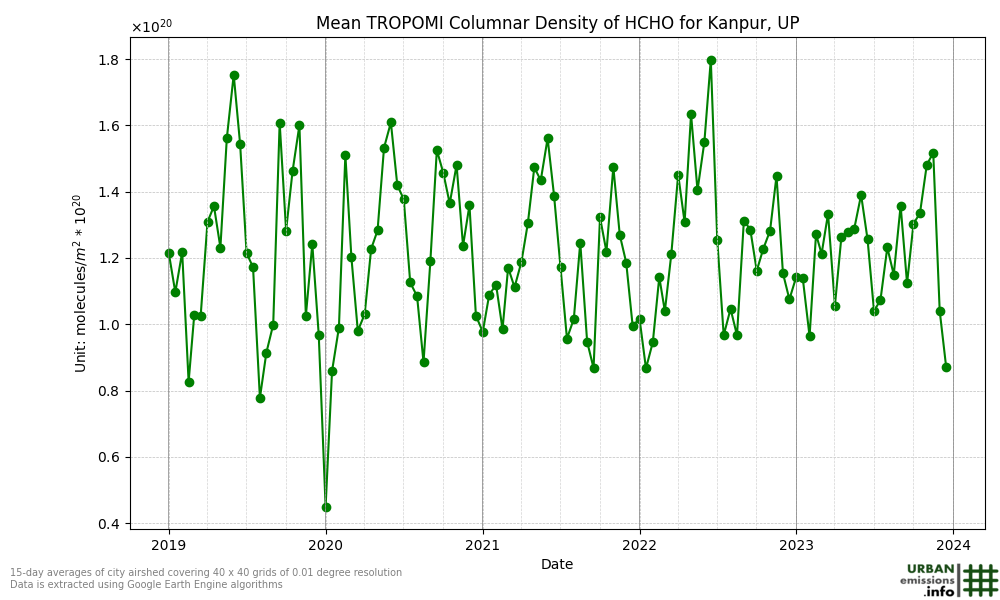 Mean TROPOMI Columnar Density of HCHO for Kanpur, UP
×10²⁰
Unit: molecules/m² * 10²⁰
1.8
1.6
1.4
1.2
1.0
0.8
0.6
0.4
2019 2020 2021 2022 2023 2024
Date
15-day averages of city airshed covering 40 x 40 grids of 0.01 degree resolution
Data is extracted using Google Earth Engine algorithms
URBAN
emissions
.info